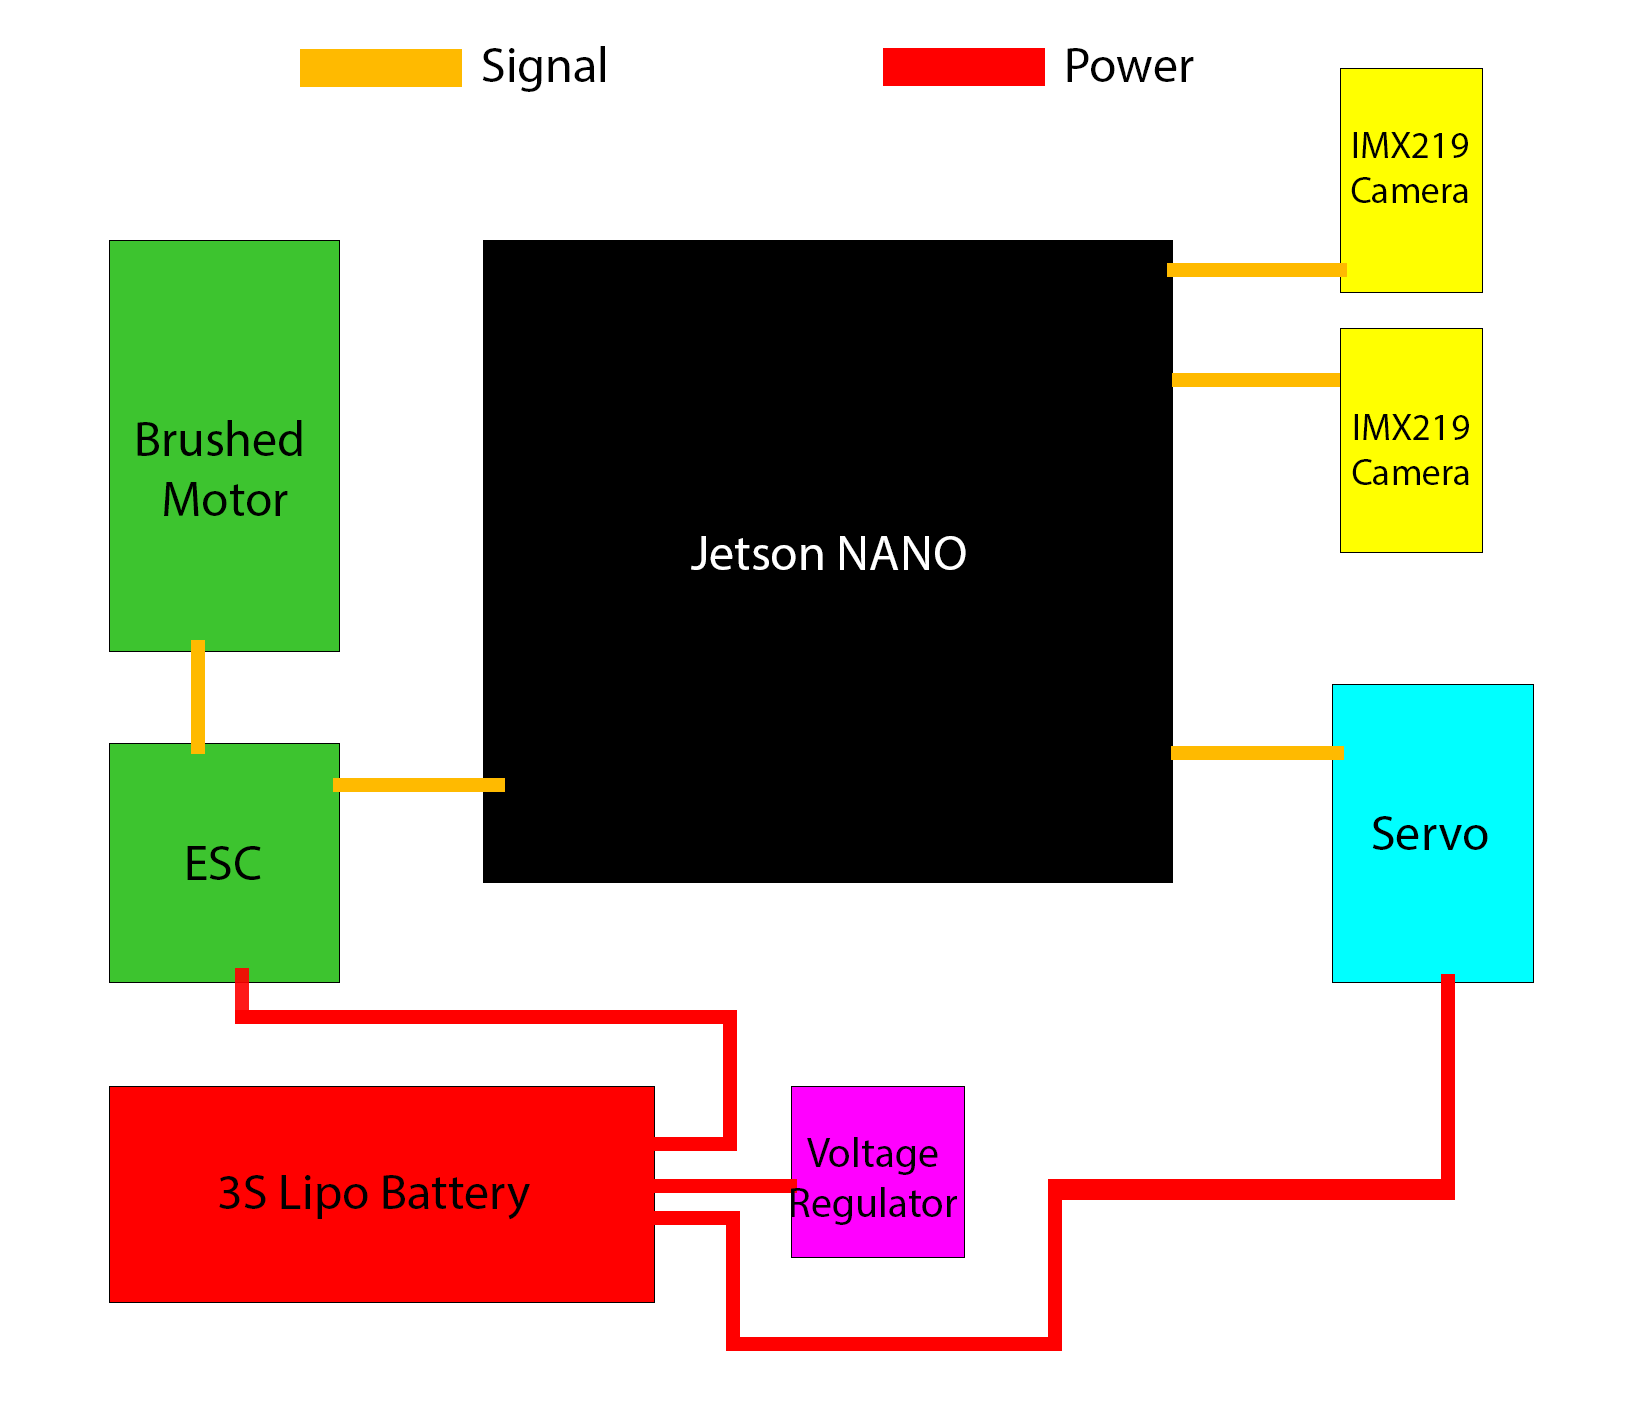 Signal
Power
IMX219
Camera
Brushed
Motor
IMX219
Camera
Jetson NANO
ESC
Servo
3S Lipo Battery
Voltage
Regulator